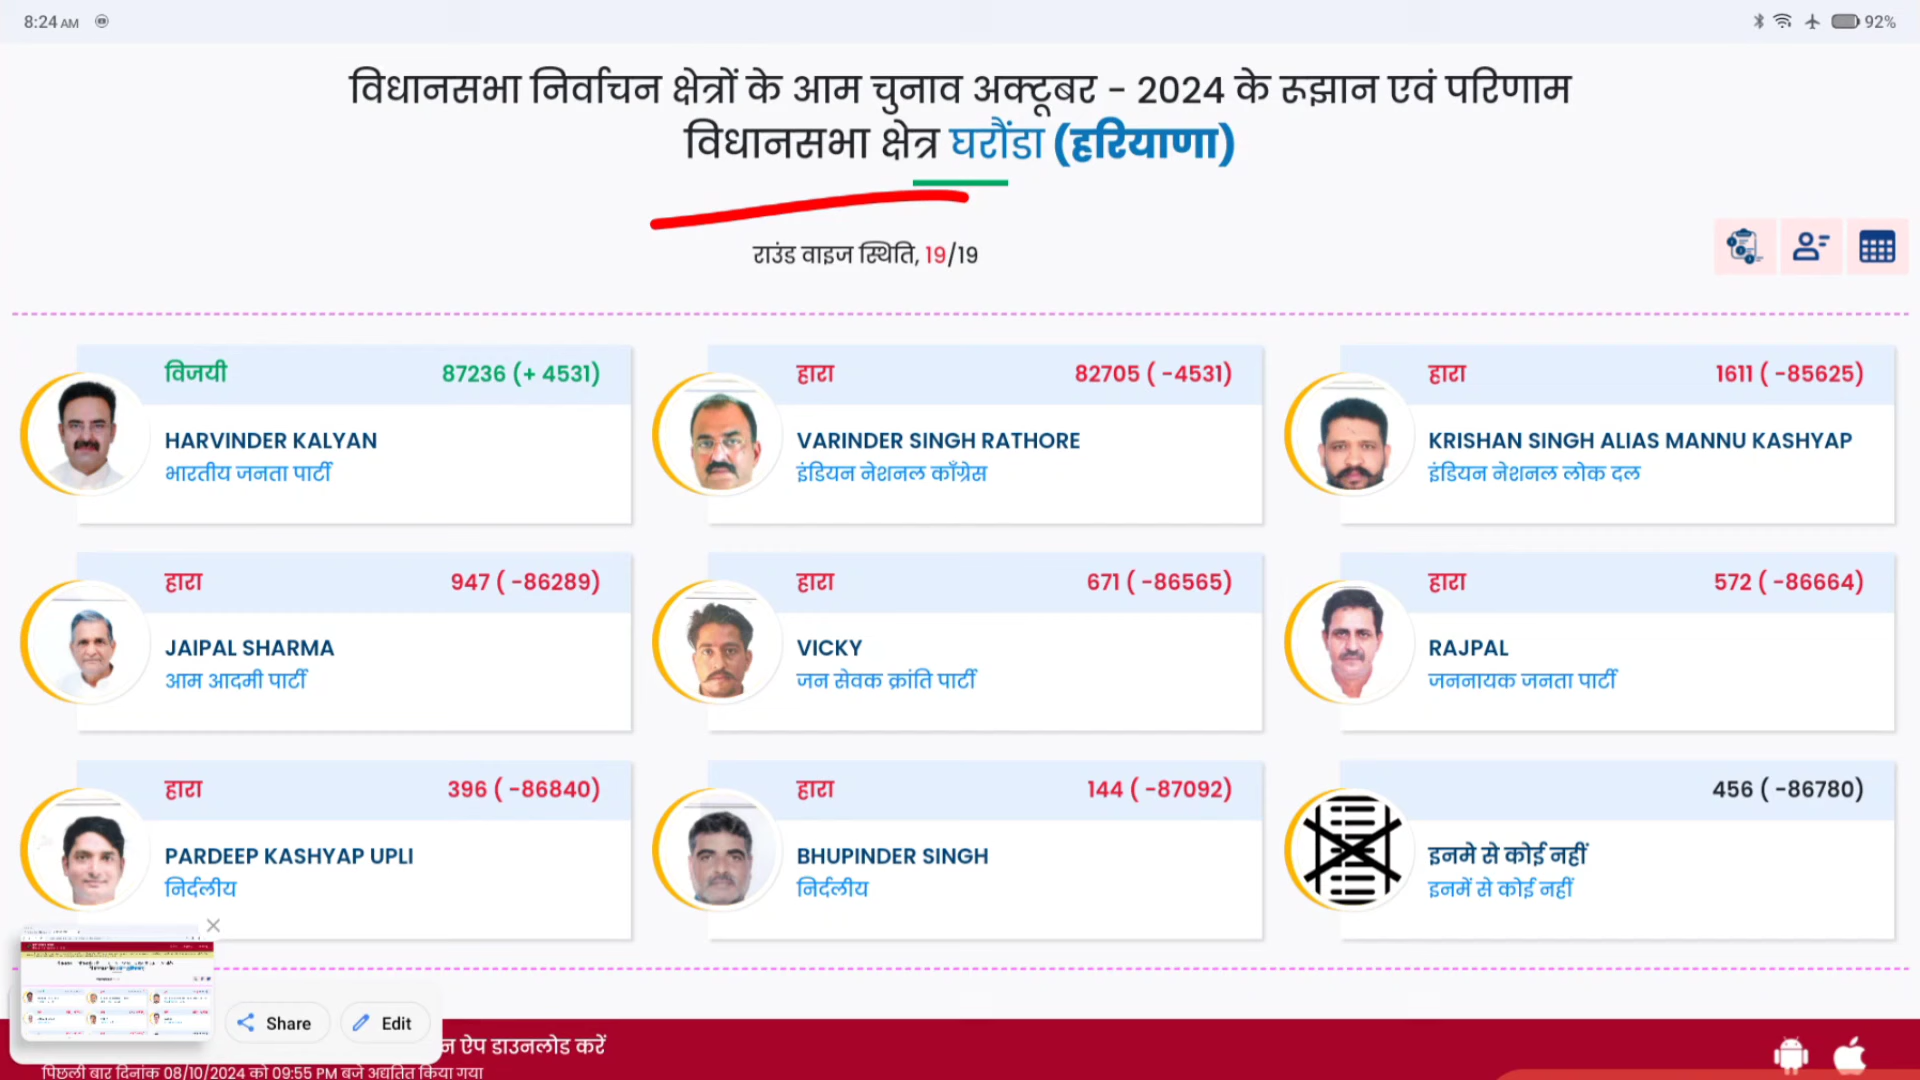 8:24 AM
92%
विधानसभा निर्वाचन क्षेत्रों के आम चुनाव अक्टूबर - 2024 के रूझान एवं परिणाम
विधानसभा क्षेत्र घरौंडा (हरियाणा)
राउंड वाइज स्थिति, 19/19
विजयी 87236 (+ 4531)
HARVINDER KALYAN
भारतीय जनता पार्टी
हारा 82705 ( -4531)
VARINDER SINGH RATHORE
इंडियन नेशनल काँग्रेस
हारा 1611 ( -85625)
KRISHAN SINGH ALIAS MANNU KASHYAP
इंडियन नेशनल लोक दल
हारा 947 ( -86289)
JAIPAL SHARMA
आम आदमी पार्टी
हारा 671 ( -86565)
VICKY
जन सेवक क्रांति पार्टी
हारा 572 ( -86664)
RAJPAL
जननायक जनता पार्टी
हारा 396 ( -86840)
PARDEEP KASHYAP UPLI
निर्दलीय
हारा 144 ( -87092)
BHUPINDER SINGH
निर्दलीय
456 ( -86780)
इनमे से कोई नहीं
इनमें से कोई नहीं
Share
Edit
ऐप डाउनलोड करें
पिछली बार दिनांक 08/10/2024 को 09:55 PM बजे अद्यतित किया गया